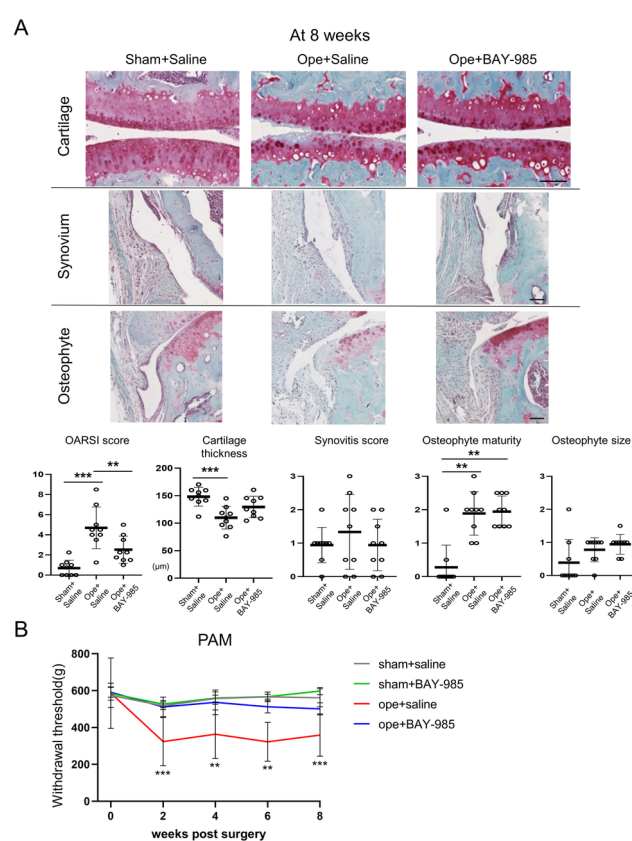 A
At 8 weeks
Sham+Saline Ope+Saline Ope+BAY-985
Cartilage
Synovium
Osteophyte
OARSI score
10
8
6
4
2
0
***
**
Sham+ Saline
Ope+ Saline
Ope+ BAY-985
Cartilage thickness
200
150
100
50
(μm)
0
***
Sham+ Saline
Ope+ Saline
Ope+ BAY-985
Synovitis score
3
2
1
0
Sham+ Saline
Ope+ Saline
Ope+ BAY-985
Osteophyte maturity
3
2
1
0
**
**
Sham+ Saline
Ope+ Saline
Ope+ BAY-985
Osteophyte size
3
2
1
0
Sham+ Saline
Ope+ Saline
Ope+ BAY-985
B
PAM
Withdrawal threshold(g)
800
600
400
200
0
*** ** ** ***
0 2 4 6 8
weeks post surgery
sham+saline
sham+BAY-985
ope+saline
ope+BAY-985